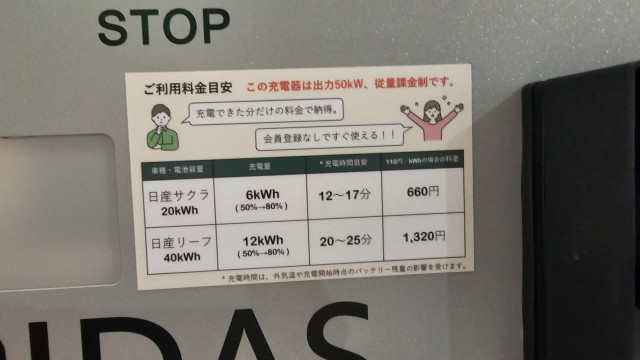 STOP
ご利用料金目安 この充電器は出力50kW、従量課金制です。
充電できた分だけの料金で納得。
会員登録なしですぐ使える！！
車種・電池容量 充電量 *充電時間目安 110円/kWhの場合の料金
日産サクラ 20kWh 6kWh (50%→80%) 12〜17分 660円
日産リーフ 40kWh 12kWh (50%→80%) 20〜25分 1,320円
*充電時間は、外気温や充電開始時点のバッテリー残量の影響を受けます。